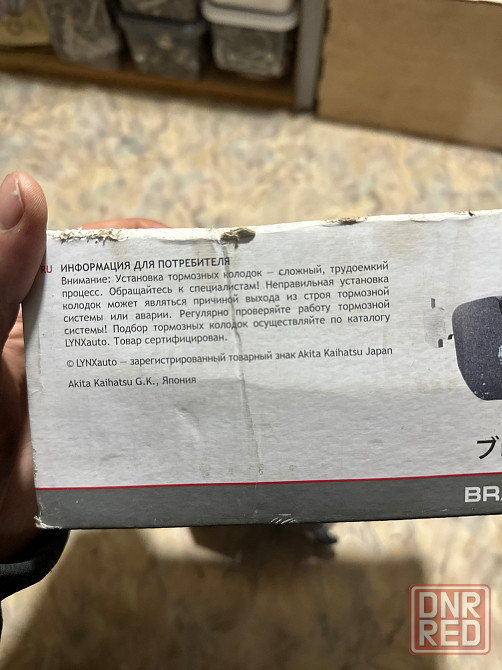 RU ИНФОРМАЦИЯ ДЛЯ ПОТРЕБИТЕЛЯ
Внимание: Установка тормозных колодок — сложный, трудоемкий
процесс. Обращайтесь к специалистам! Неправильная установка
колодок может являться причиной выхода из строя тормозной
системы или аварии. Регулярно проверяйте работу тормозной
системы! Подбор тормозных колодок осуществляйте по каталогу
LYNXauto. Товар сертифицирован.
© LYNXauto — зарегистрированный товарный знак Akita Kaihatsu Japan
Akita Kaihatsu G.K., Япония
ブ
BRA
DNR
RED